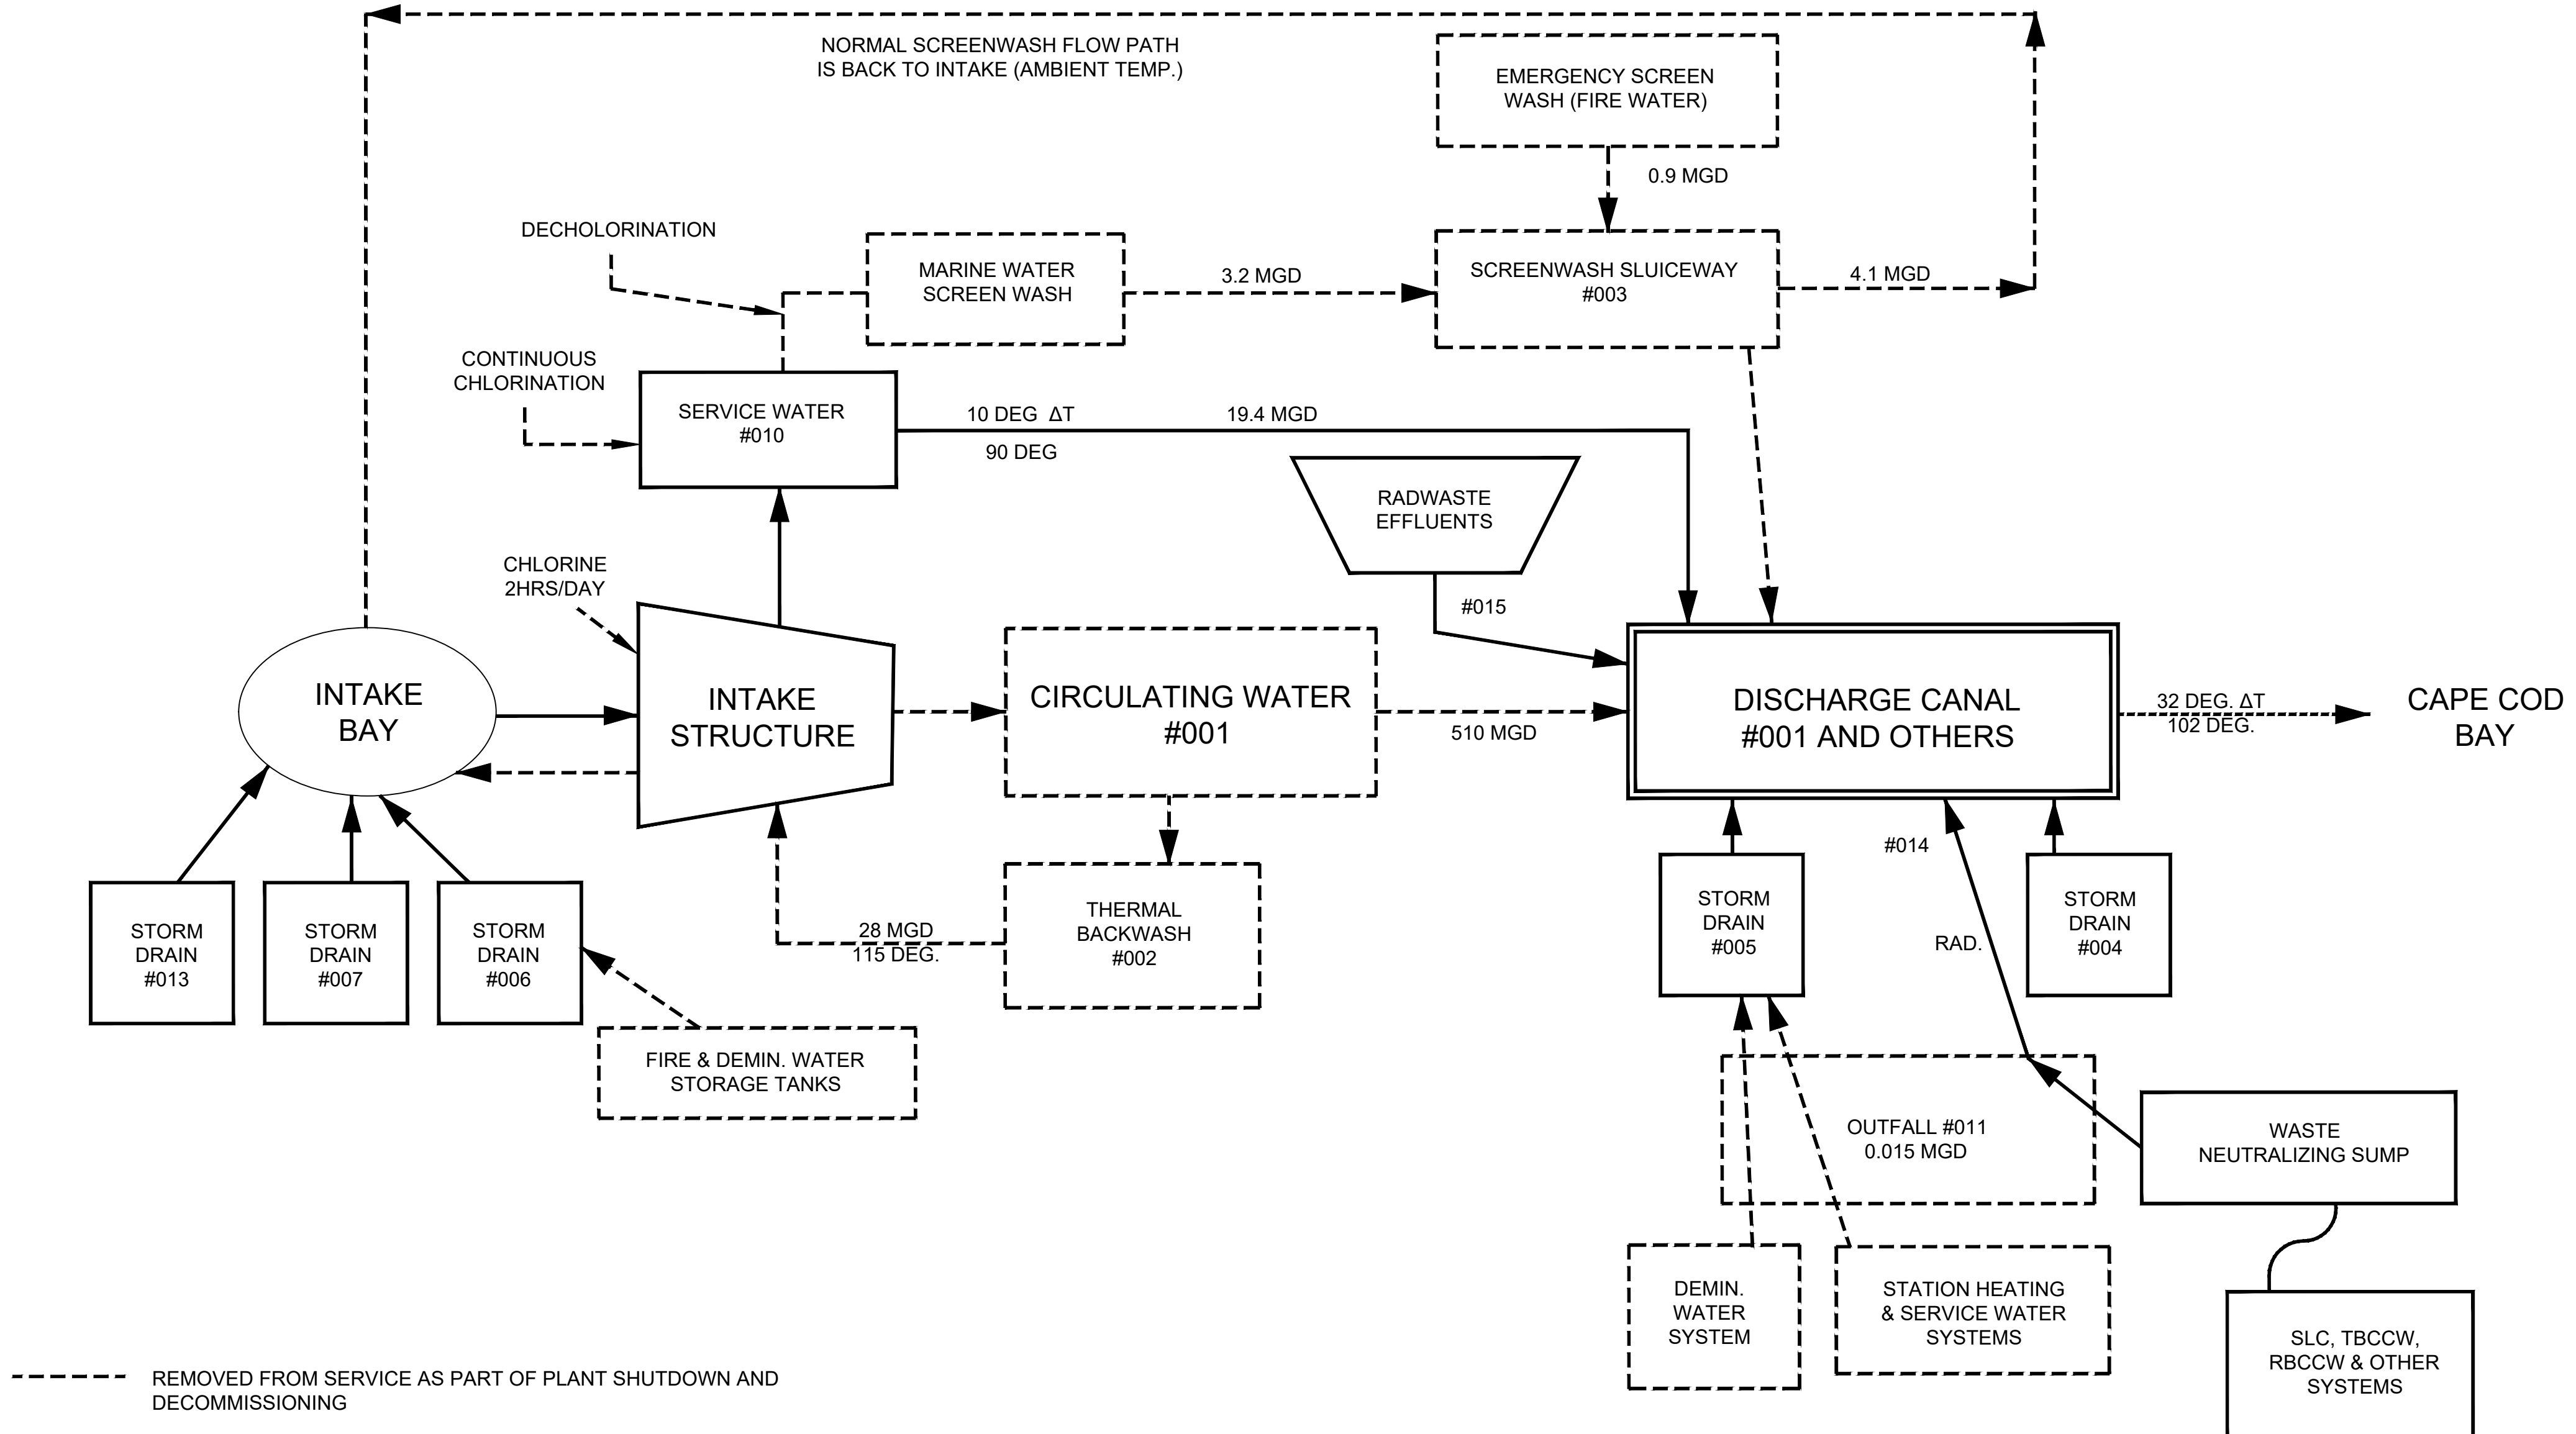 NORMAL SCREENWASH FLOW PATH
IS BACK TO INTAKE (AMBIENT TEMP.)
EMERGENCY SCREEN
WASH (FIRE WATER)
0.9 MGD
DECHOLORINATION
MARINE WATER
SCREEN WASH
3.2 MGD
SCREENWASH SLUICEWAY
#003
4.1 MGD
CONTINUOUS
CHLORINATION
SERVICE WATER
#010
10 DEG ΔT
19.4 MGD
90 DEG
RADWASTE
EFFLUENTS
#015
CHLORINE
2HRS/DAY
INTAKE
BAY
INTAKE
STRUCTURE
CIRCULATING WATER
#001
510 MGD
DISCHARGE CANAL
#001 AND OTHERS
32 DEG. ΔT
102 DEG.
CAPE COD
BAY
STORM
DRAIN
#013
STORM
DRAIN
#007
STORM
DRAIN
#006
28 MGD
115 DEG.
THERMAL
BACKWASH
#002
STORM
DRAIN
#005
#014
RAD.
STORM
DRAIN
#004
FIRE & DEMIN. WATER
STORAGE TANKS
OUTFALL #011
0.015 MGD
WASTE
NEUTRALIZING SUMP
DEMIN.
WATER
SYSTEM
STATION HEATING
& SERVICE WATER
SYSTEMS
SLC, TBCCW,
RBCCW & OTHER
SYSTEMS
REMOVED FROM SERVICE AS PART OF PLANT SHUTDOWN AND
DECOMMISSIONING